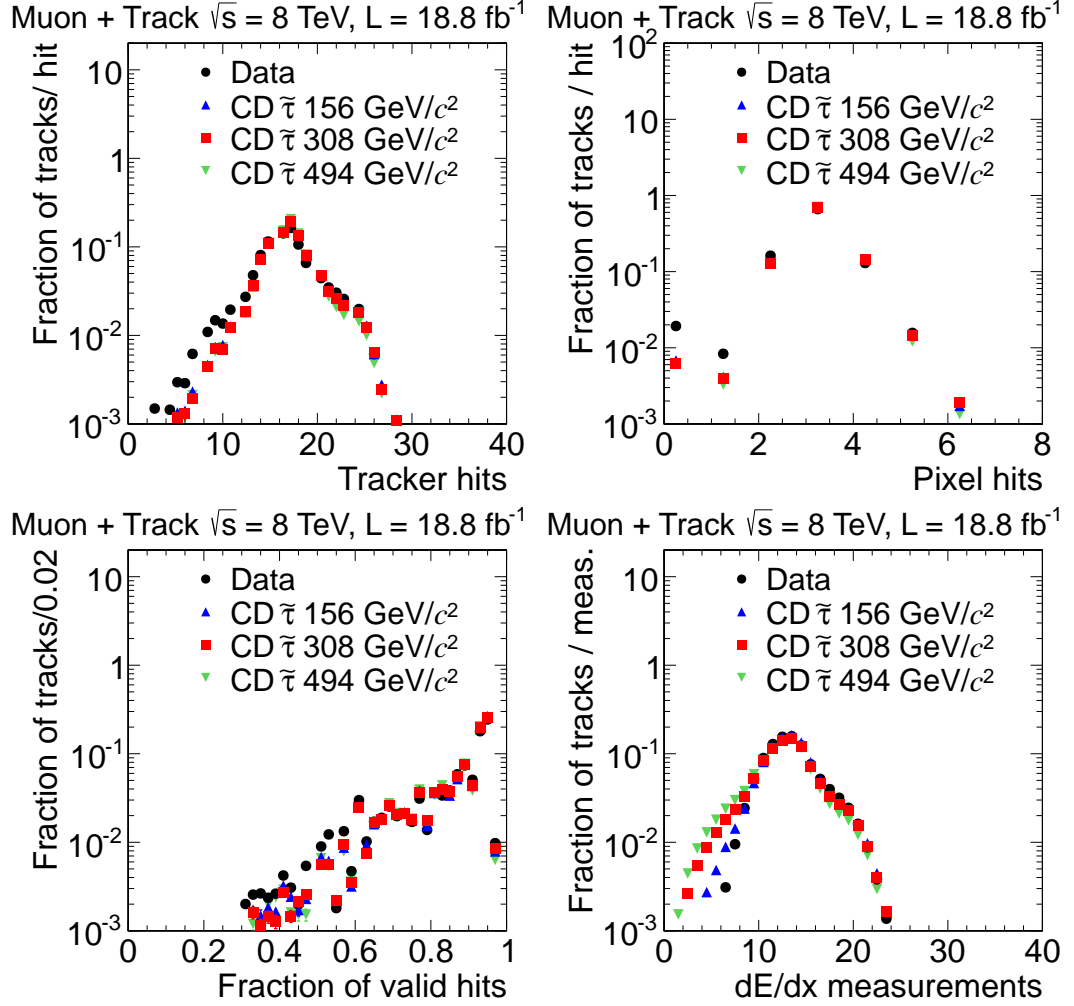 Muon + Track √s = 8 TeV, L = 18.8 fb⁻¹
Fraction of tracks/ hit
10
1
10⁻¹
10⁻²
10⁻³
Data
CD τ̃ 156 GeV/c²
CD τ̃ 308 GeV/c²
CD τ̃ 494 GeV/c²
0 10 20 30 40
Tracker hits
Muon + Track √s = 8 TeV, L = 18.8 fb⁻¹
Fraction of tracks / hit
10²
10
1
10⁻¹
10⁻²
10⁻³
Data
CD τ̃ 156 GeV/c²
CD τ̃ 308 GeV/c²
CD τ̃ 494 GeV/c²
0 2 4 6 8
Pixel hits
Muon + Track √s = 8 TeV, L = 18.8 fb⁻¹
Fraction of tracks/0.02
10
1
10⁻¹
10⁻²
10⁻³
Data
CD τ̃ 156 GeV/c²
CD τ̃ 308 GeV/c²
CD τ̃ 494 GeV/c²
0 0.2 0.4 0.6 0.8 1
Fraction of valid hits
Muon + Track √s = 8 TeV, L = 18.8 fb⁻¹
Fraction of tracks / meas.
10
1
10⁻¹
10⁻²
10⁻³
Data
CD τ̃ 156 GeV/c²
CD τ̃ 308 GeV/c²
CD τ̃ 494 GeV/c²
0 10 20 30 40
dE/dx measurements